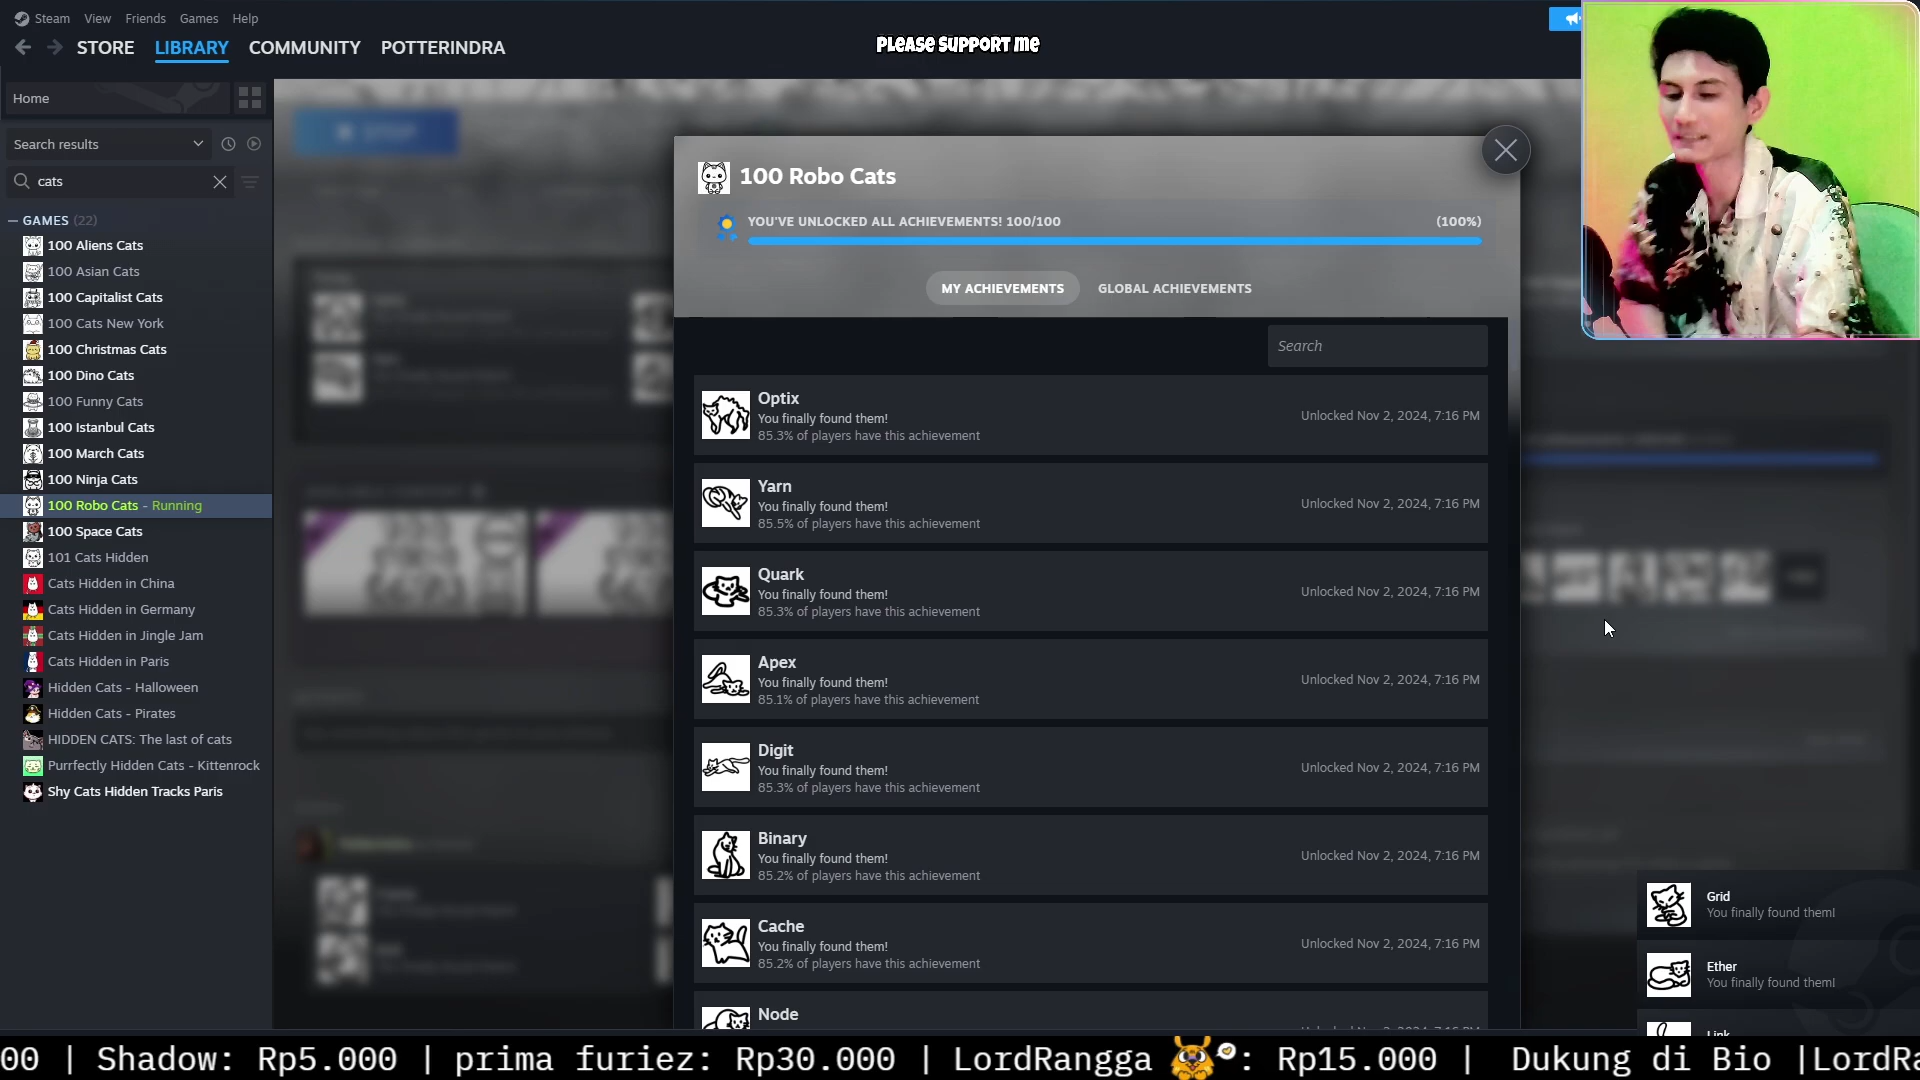 Steam View Friends Games Help
STORE LIBRARY COMMUNITY POTTERINDRA
PLEASE SUPPORT ME
Home
Search results
cats
GAMES (22)
100 Aliens Cats
100 Asian Cats
100 Capitalist Cats
100 Cats New York
100 Christmas Cats
100 Dino Cats
100 Funny Cats
100 Istanbul Cats
100 March Cats
100 Ninja Cats
100 Robo Cats - Running
100 Space Cats
101 Cats Hidden
Cats Hidden in China
Cats Hidden in Germany
Cats Hidden in Jingle Jam
Cats Hidden in Paris
Hidden Cats - Halloween
Hidden Cats - Pirates
HIDDEN CATS: The last of cats
Purrfectly Hidden Cats - Kittenrock
Shy Cats Hidden Tracks Paris
STOP
100 Robo Cats
YOU'VE UNLOCKED ALL ACHIEVEMENTS! 100/100 (100%)
MY ACHIEVEMENTS GLOBAL ACHIEVEMENTS
Search
Optix
You finally found them!
85.3% of players have this achievement
Unlocked Nov 2, 2024, 7:16 PM
Yarn
You finally found them!
85.5% of players have this achievement
Unlocked Nov 2, 2024, 7:16 PM
Quark
You finally found them!
85.3% of players have this achievement
Unlocked Nov 2, 2024, 7:16 PM
Apex
You finally found them!
85.1% of players have this achievement
Unlocked Nov 2, 2024, 7:16 PM
Digit
You finally found them!
85.3% of players have this achievement
Unlocked Nov 2, 2024, 7:16 PM
Binary
You finally found them!
85.2% of players have this achievement
Unlocked Nov 2, 2024, 7:16 PM
Cache
You finally found them!
85.2% of players have this achievement
Unlocked Nov 2, 2024, 7:16 PM
Node
Grid
You finally found them!
Ether
You finally found them!
Link
00 | Shadow: Rp5.000 | prima furiez: Rp30.000 | LordRangga : Rp15.000 | Dukung di Bio |LordRa